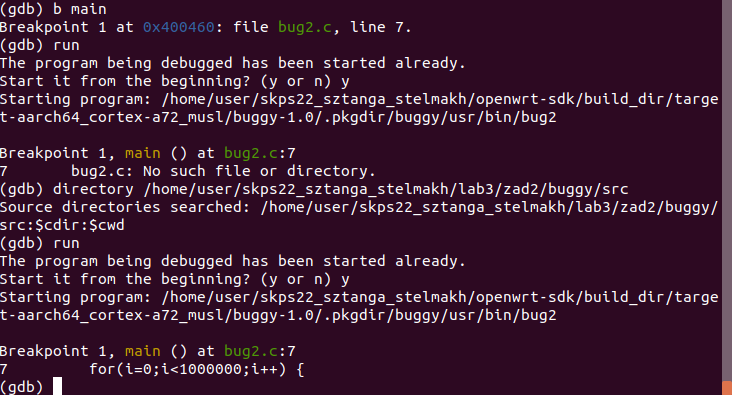 (gdb) b main
Breakpoint 1 at 0x400460: file bug2.c, line 7.
(gdb) run
The program being debugged has been started already.
Start it from the beginning? (y or n) y
Starting program: /home/user/skps22_sztanga_stelmakh/openwrt-sdk/build_dir/targe
t-aarch64_cortex-a72_musl/buggy-1.0/.pkgdir/buggy/usr/bin/bug2

Breakpoint 1, main () at bug2.c:7
7       bug2.c: No such file or directory.
(gdb) directory /home/user/skps22_sztanga_stelmakh/lab3/zad2/buggy/src
Source directories searched: /home/user/skps22_sztanga_stelmakh/lab3/zad2/buggy/
src:$cdir:$cwd
(gdb) run
The program being debugged has been started already.
Start it from the beginning? (y or n) y
Starting program: /home/user/skps22_sztanga_stelmakh/openwrt-sdk/build_dir/targe
t-aarch64_cortex-a72_musl/buggy-1.0/.pkgdir/buggy/usr/bin/bug2

Breakpoint 1, main () at bug2.c:7
7         for(i=0;i<1000000;i++) {
(gdb)